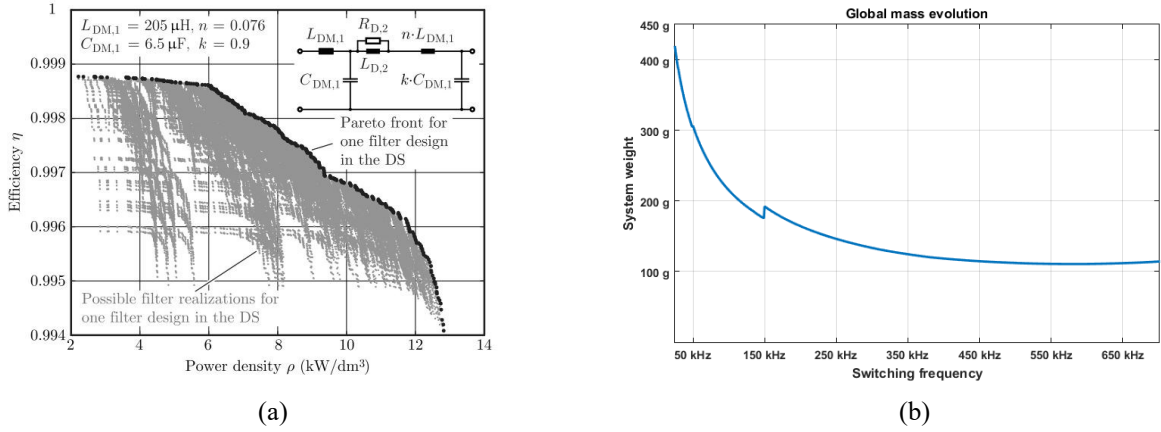 1
0.999
0.998
0.997
0.996
0.995
0.994
Efficiency η
L_DM,1 = 205 µH, n = 0.076
C_DM,1 = 6.5 µF, k = 0.9
R_D,2
L_DM,1
n·L_DM,1
L_D,2
C_DM,1
k·C_DM,1
Pareto front for
one filter design
in the DS
Possible filter realizations for
one filter design in the DS
2 4 6 8 10 12 14
Power density ρ (kW/dm³)
(a)
Global mass evolution
450 g
400 g
300 g
200 g
100 g
System weight
50 kHz 150 kHz 250 kHz 350 kHz 450 kHz 550 kHz 650 kHz
Switching frequency
(b)